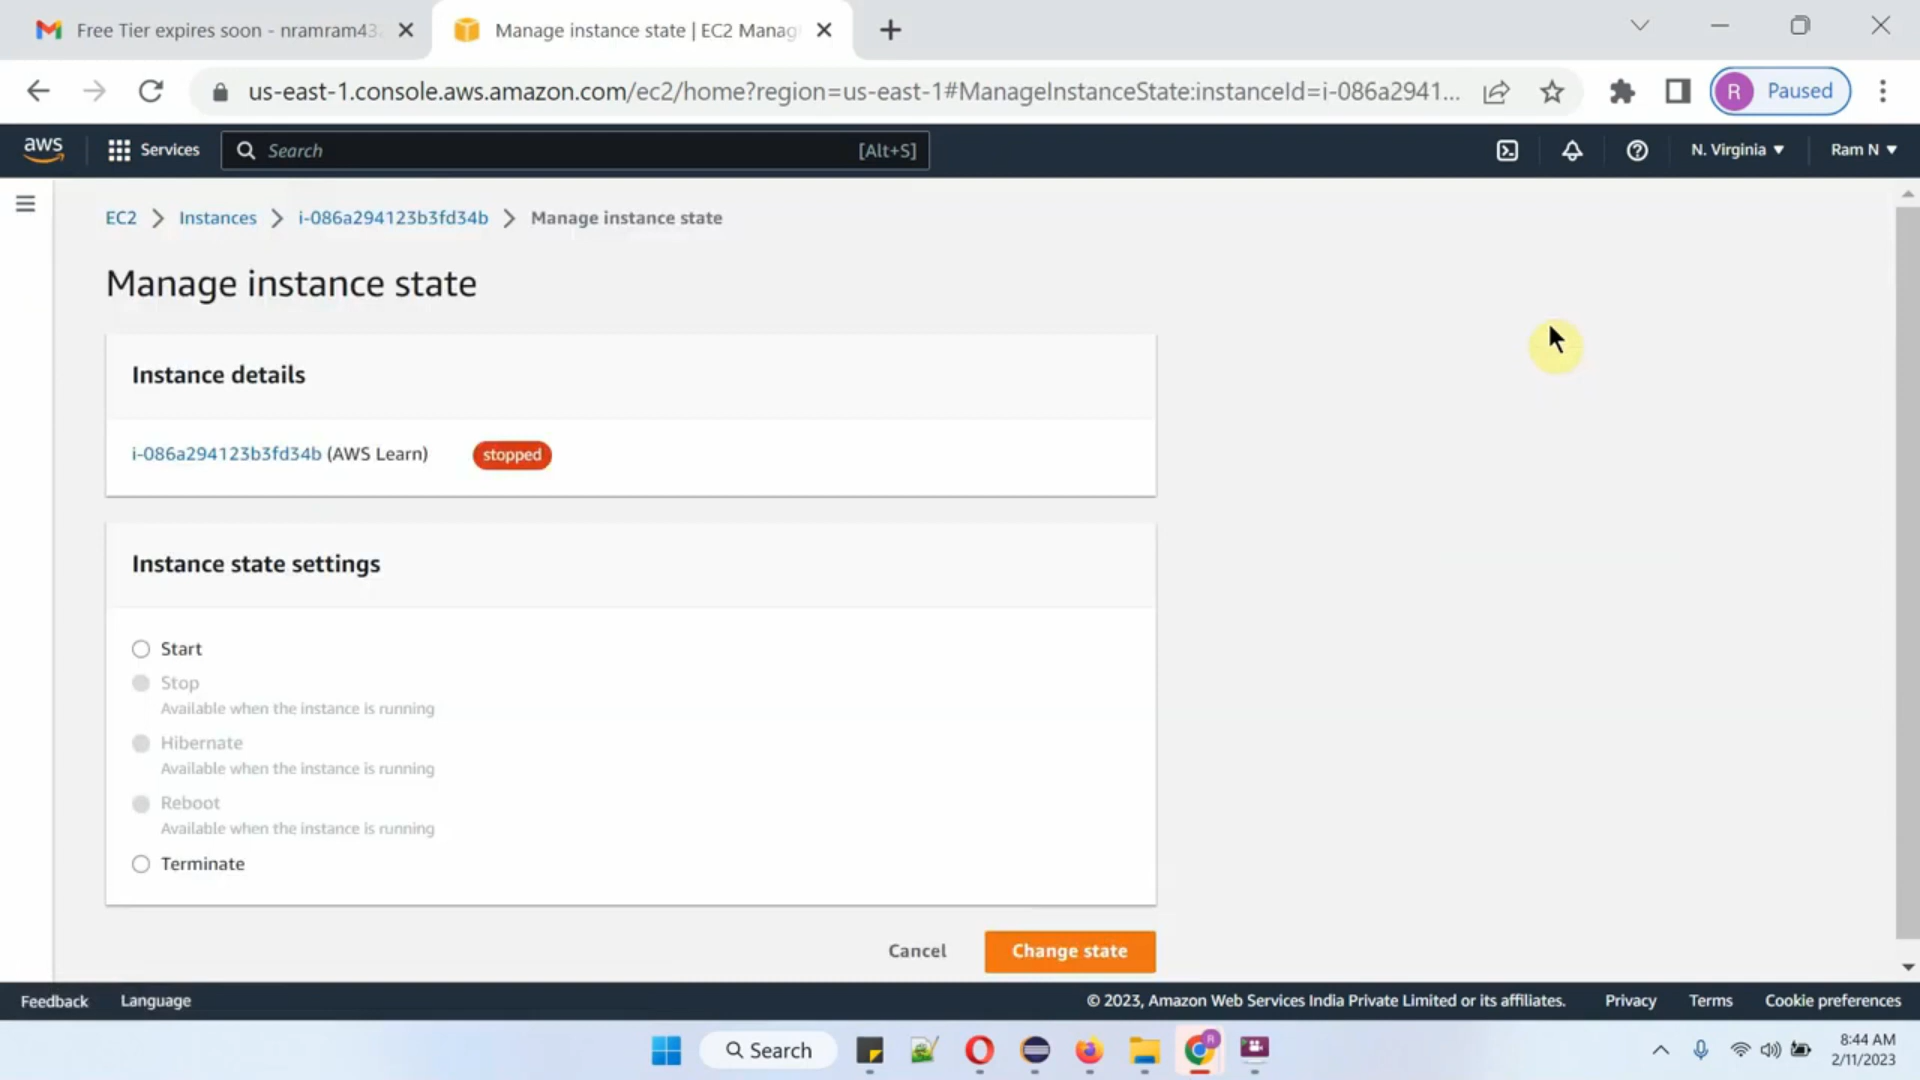 Free Tier expires soon - nramram43
Manage instance state | EC2 Manag
us-east-1.console.aws.amazon.com/ec2/home?region=us-east-1#ManageInstanceState:instanceId=i-086a2941...
R
Paused
aws
Services
Search
[Alt+S]
N. Virginia
Ram N
EC2
Instances
i-086a294123b3fd34b
Manage instance state
Manage instance state
Instance details
i-086a294123b3fd34b (AWS Learn)
stopped
Instance state settings
Start
Stop
Available when the instance is running
Hibernate
Available when the instance is running
Reboot
Available when the instance is running
Terminate
Cancel
Change state
Feedback
Language
© 2023, Amazon Web Services India Private Limited or its affiliates.
Privacy
Terms
Cookie preferences
Search
R
8:44 AM
2/11/2023